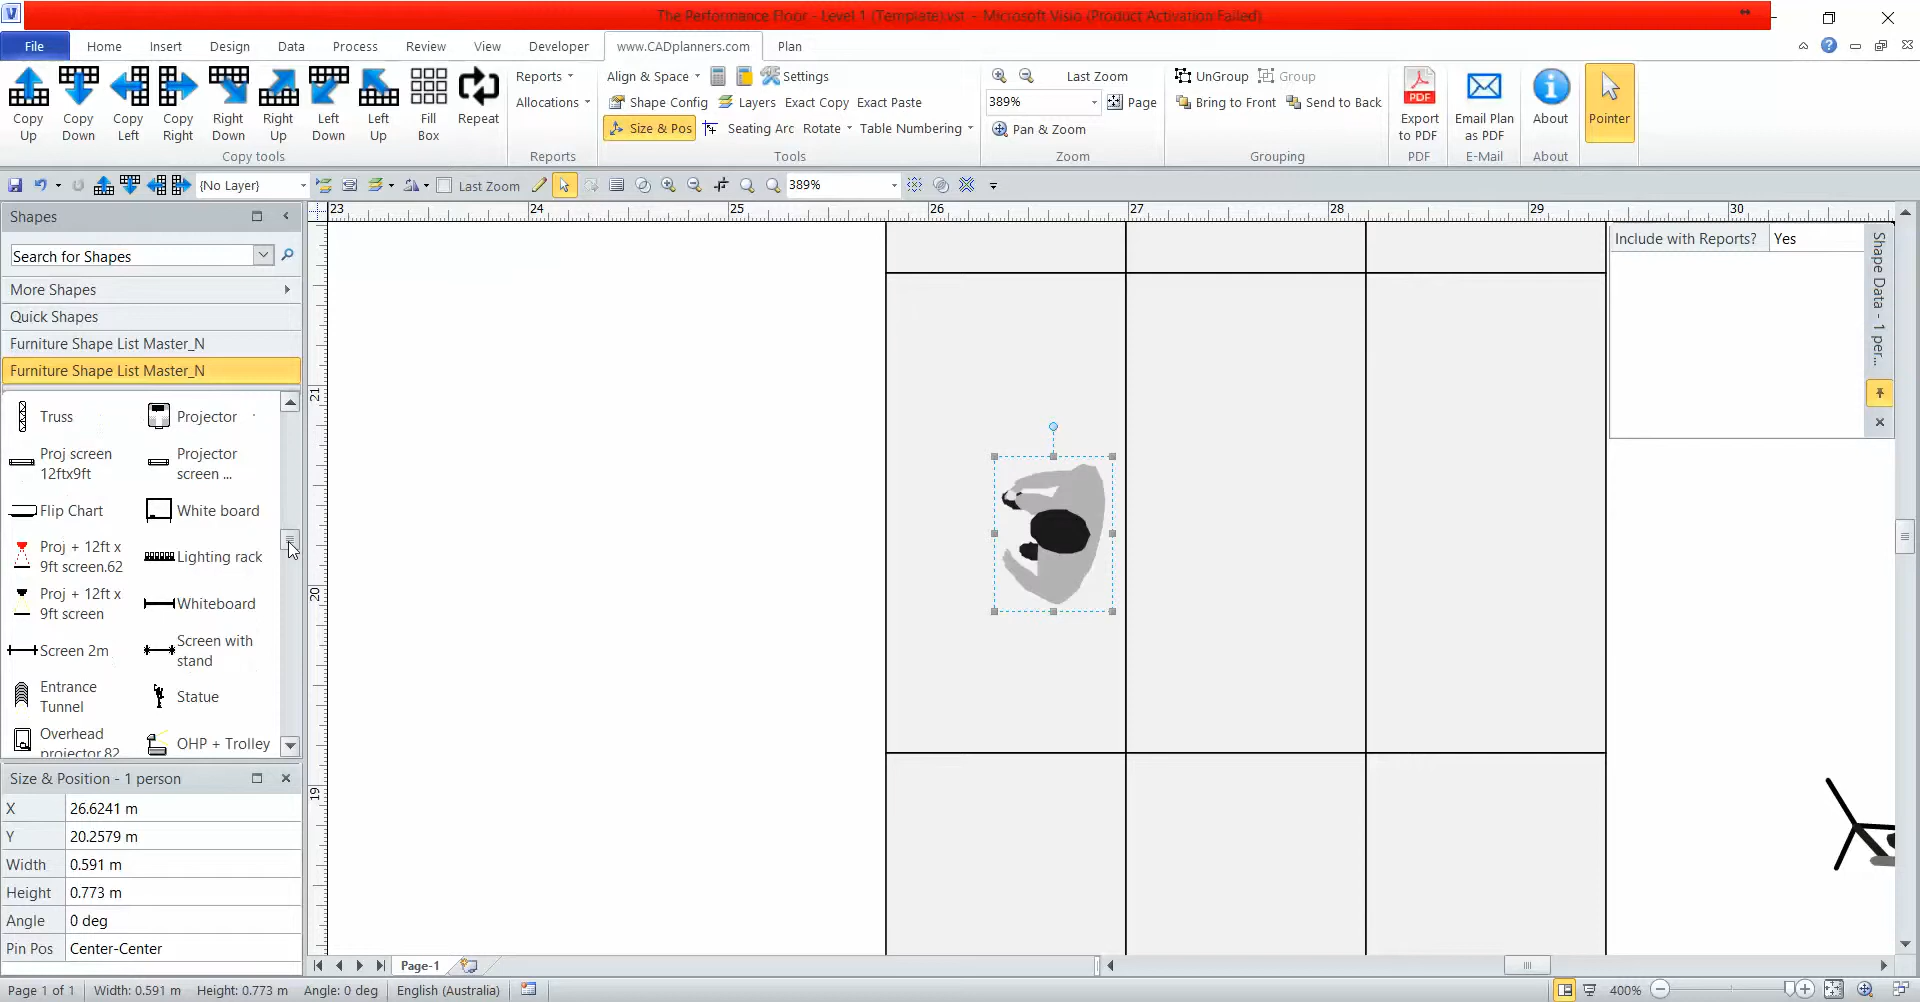 The Performance Floor - Level 1 (Template).vst - Microsoft Visio (Product Activation Failed)
File Home Insert Design Data Process Review View Developer www.CADplanners.com Plan
Copy Up
Copy Down
Copy Left
Copy Right
Right Down
Right Up
Left Down
Left Up
Fill Box
Repeat
Copy tools
Reports
Allocations
Reports
Align & Space Settings
Shape Config Layers Exact Copy Exact Paste
Size & Pos Seating Arc Rotate Table Numbering
Tools
Last Zoom
389% Page
Pan & Zoom
Zoom
UnGroup Group
Bring to Front Send to Back
Grouping
PDF
Export to PDF
PDF
Email Plan as PDF
E-Mail
About
About
Pointer
{No Layer} Last Zoom 389%
Shapes
Search for Shapes
More Shapes
Quick Shapes
Furniture Shape List Master_N
Furniture Shape List Master_N
Truss Projector
Proj screen 12ftx9ft
Projector screen ...
Flip Chart White board
Proj + 12ft x 9ft screen.62
Lighting rack
Proj + 12ft x 9ft screen
Whiteboard
Screen 2m
Screen with stand
Entrance Tunnel
Statue
Overhead projector.82
OHP + Trolley
Size & Position - 1 person
X 26.6241 m
Y 20.2579 m
Width 0.591 m
Height 0.773 m
Angle 0 deg
Pin Pos Center-Center
23 24 25 26 27 28 29 30
21
20
19
Include with Reports? Yes
Shape Data - 1 per...
Page-1
Page 1 of 1 Width: 0.591 m Height: 0.773 m Angle: 0 deg English (Australia) 400%